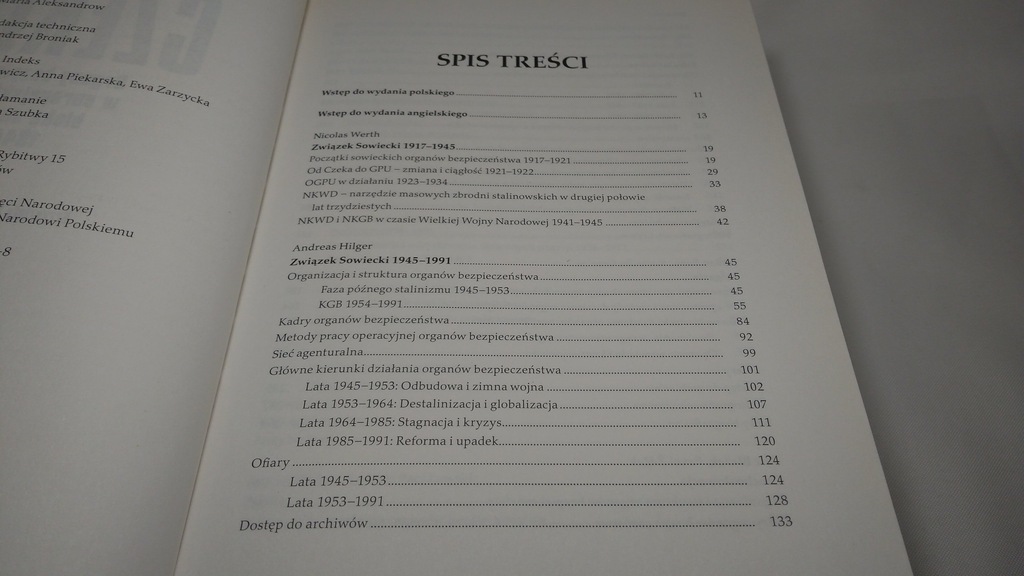 Maria Aleksandrow
dakcja techniczna
ndrzej Broniak
Indeks
wicz, Anna Piekarska, Ewa Zarzycka
łamanie
Szubka
Rybitwy 15
ęci Narodowej
Narodowi Polskiemu
-8
SPIS TREŚCI
Wstęp do wydania polskiego 11
Wstęp do wydania angielskiego 13
Nicolas Werth
Związek Sowiecki 1917–1945 19
Początki sowieckich organów bezpieczeństwa 1917–1921 19
Od Czeka do GPU – zmiana i ciągłość 1921–1922 29
OGPU w działaniu 1923–1934 33
NKWD – narzędzie masowych zbrodni stalinowskich w drugiej połowie
lat trzydziestych 38
NKWD i NKGB w czasie Wielkiej Wojny Narodowej 1941–1945 42
Andreas Hilger
Związek Sowiecki 1945–1991 45
Organizacja i struktura organów bezpieczeństwa 45
Faza późnego stalinizmu 1945–1953 45
KGB 1954–1991 55
Kadry organów bezpieczeństwa 84
Metody pracy operacyjnej organów bezpieczeństwa 92
Sieć agenturalna 99
Główne kierunki działania organów bezpieczeństwa 101
Lata 1945–1953: Odbudowa i zimna wojna 102
Lata 1953–1964: Destalinizacja i globalizacja 107
Lata 1964–1985: Stagnacja i kryzys 111
Lata 1985–1991: Reforma i upadek 120
Ofiary 124
Lata 1945–1953 124
Lata 1953–1991 128
Dostęp do archiwów 133